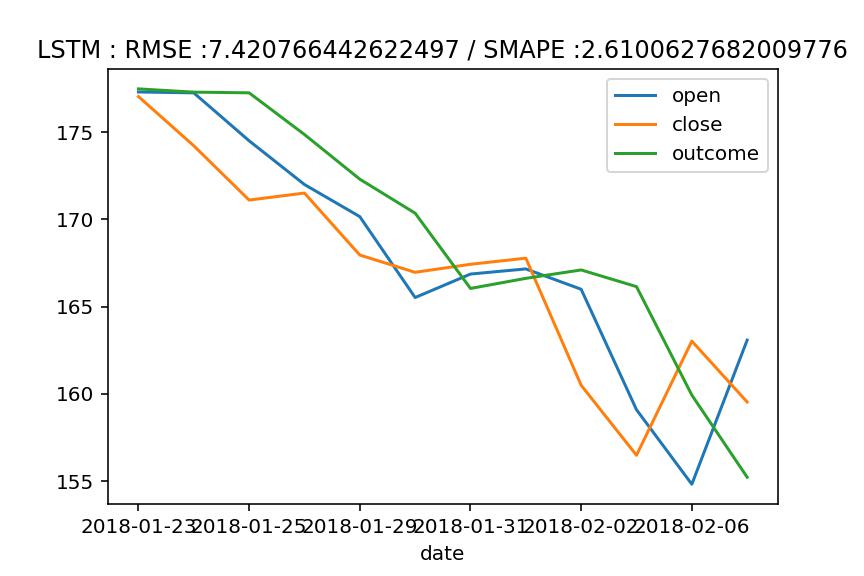 LSTM : RMSE :7.420766442622497 / SMAPE :2.6100627682009776
open
close
outcome
175
170
165
160
155
2018-01-23 2018-01-25 2018-01-29 2018-01-31 2018-02-02 2018-02-06
date